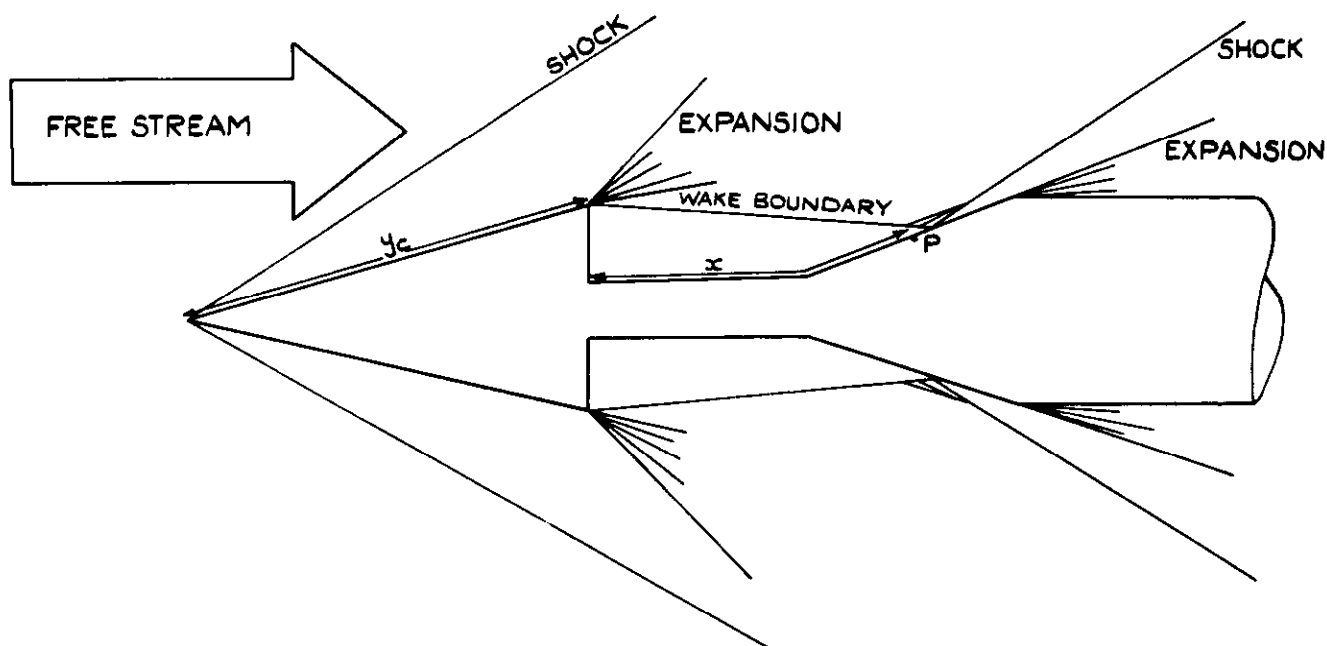 SHOCK
SHOCK
FREE STREAM
EXPANSION
EXPANSION
WAKE BOUNDARY
yc
P
x